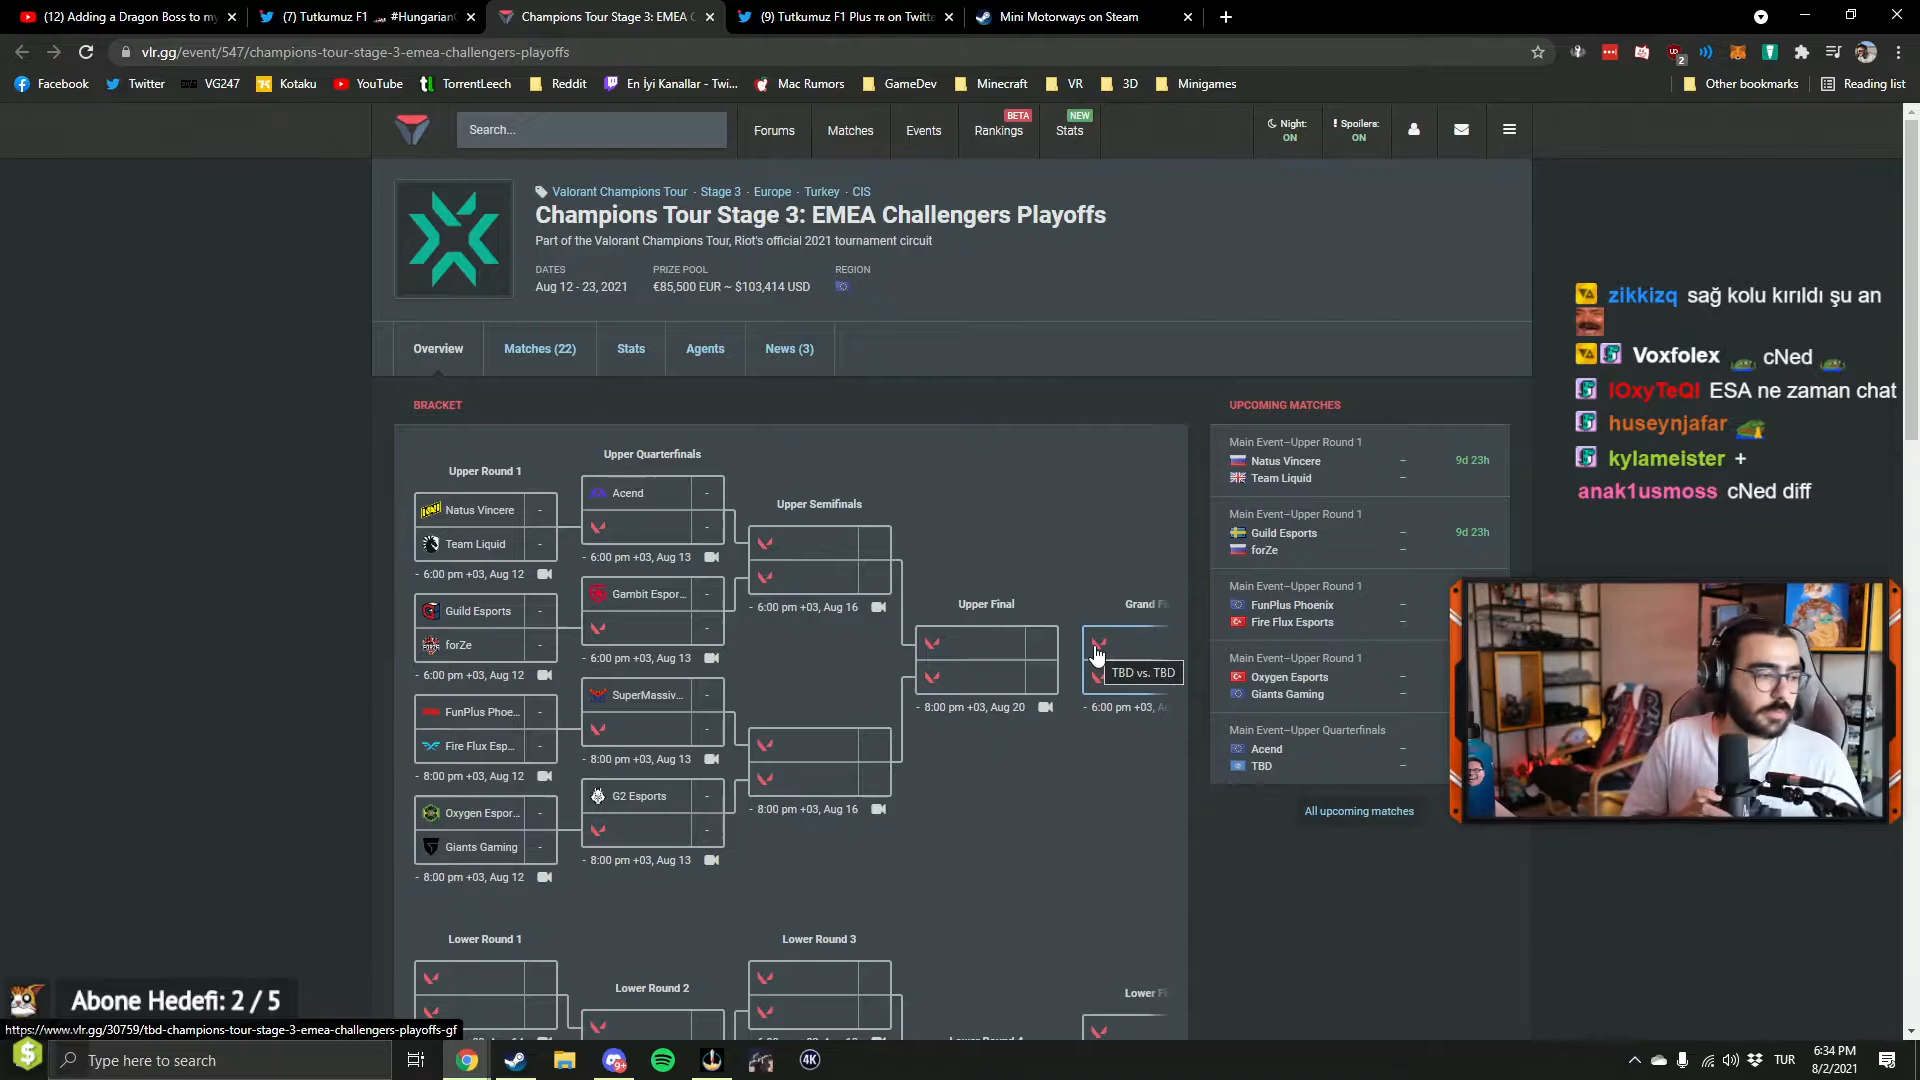 (12) Adding a Dragon Boss to my
(7) Tutkumuz F1 #Hungarian
Champions Tour Stage 3: EMEA C
(9) Tutkumuz F1 Plus TR on Twitte
Mini Motorways on Steam
vlr.gg/event/547/champions-tour-stage-3-emea-challengers-playoffs
2
Facebook
Twitter
VG247
Kotaku
YouTube
TorrentLeech
Reddit
En İyi Kanallar - Twi...
Mac Rumors
GameDev
Minecraft
VR
3D
Minigames
Other bookmarks
Reading list
Search...
Forums
Matches
Events
Rankings
BETA
Stats
NEW
Night:
ON
! Spoilers:
ON
Valorant Champions Tour · Stage 3 · Europe · Turkey · CIS
Champions Tour Stage 3: EMEA Challengers Playoffs
Part of the Valorant Champions Tour, Riot's official 2021 tournament circuit
DATES
Aug 12 - 23, 2021
PRIZE POOL
€85,500 EUR ~ $103,414 USD
REGION
Overview
Matches (22)
Stats
Agents
News (3)
BRACKET
Upper Round 1
Natus Vincere -
Team Liquid -
- 6:00 pm +03, Aug 12
Guild Esports -
forZe -
- 6:00 pm +03, Aug 12
FunPlus Phoe... -
Fire Flux Esp... -
- 8:00 pm +03, Aug 12
Oxygen Espor... -
Giants Gaming -
- 8:00 pm +03, Aug 12
Upper Quarterfinals
Acend -
-
- 6:00 pm +03, Aug 13
Gambit Espor... -
-
- 6:00 pm +03, Aug 13
SuperMassiv... -
-
- 8:00 pm +03, Aug 13
G2 Esports -
-
- 8:00 pm +03, Aug 13
Upper Semifinals
- 6:00 pm +03, Aug 16
- 8:00 pm +03, Aug 16
Upper Final
- 8:00 pm +03, Aug 20
Grand Fi
TBD vs. TBD
- 6:00 pm +03, A
Lower Round 1
Lower Round 2
Lower Round 3
Lower Round 4
Lower Fi
UPCOMING MATCHES
Main Event–Upper Round 1
Natus Vincere – 9d 23h
Team Liquid –
Main Event–Upper Round 1
Guild Esports – 9d 23h
forZe –
Main Event–Upper Round 1
FunPlus Phoenix –
Fire Flux Esports –
Main Event–Upper Round 1
Oxygen Esports –
Giants Gaming –
Main Event–Upper Quarterfinals
Acend –
TBD –
All upcoming matches
zikkizq sağ kolu kırıldı şu an
Voxfolex cNed
IOxyTeQI ESA ne zaman chat
huseynjafar
kylameister +
anak1usmoss cNed diff
Abone Hedefi: 2 / 5
https://www.vlr.gg/30759/tbd-champions-tour-stage-3-emea-challengers-playoffs-gf
Type here to search
4K
TUR
6:34 PM
8/2/2021